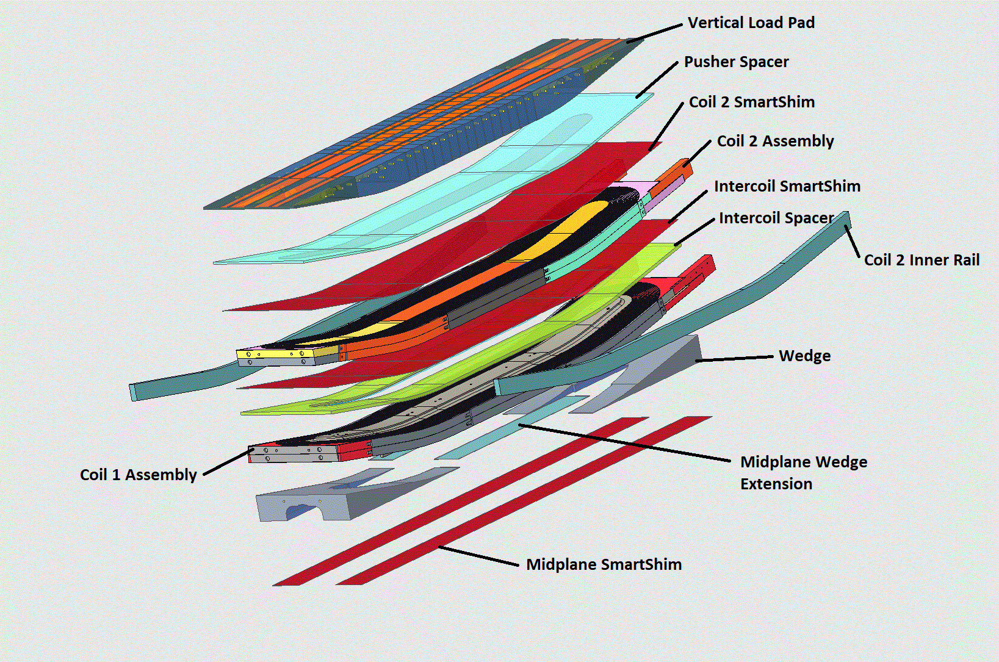 Vertical Load Pad
Pusher Spacer
Coil 2 SmartShim
Coil 2 Assembly
Intercoil SmartShim
Intercoil Spacer
Coil 2 Inner Rail
Wedge
Midplane Wedge
Extension
Coil 1 Assembly
Midplane SmartShim